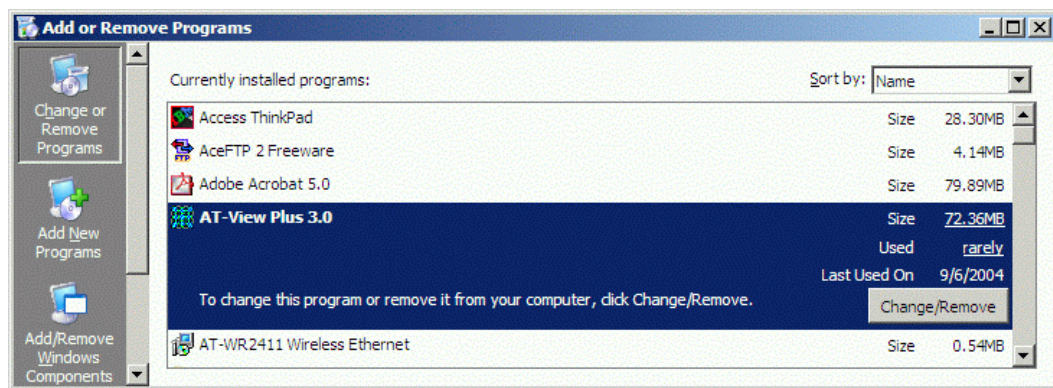 Add or Remove Programs
Change or
Remove
Programs
Add New
Programs
Add/Remove
Windows
Components
Currently installed programs:
Sort by: Name
Access ThinkPad Size 28.30MB
FTP AceFTP 2 Freeware Size 4.14MB
Adobe Acrobat 5.0 Size 79.89MB
AT-View Plus 3.0 Size 72.36MB
Used rarely
Last Used On 9/6/2004
To change this program or remove it from your computer, click Change/Remove. Change/Remove
AT-WR2411 Wireless Ethernet Size 0.54MB